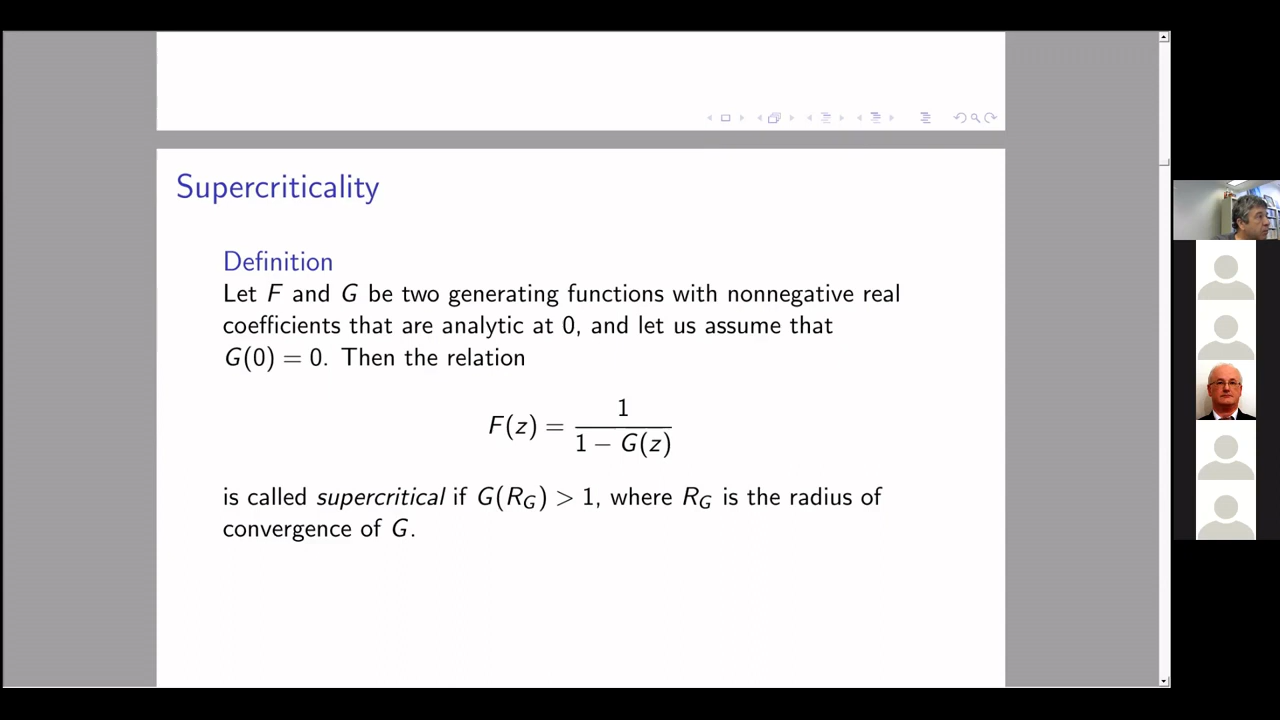 Supercriticality
Definition
Let F and G be two generating functions with nonnegative real
coefficients that are analytic at 0, and let us assume that
G(0) = 0. Then the relation
F(z) = 1 / (1 − G(z))
is called supercritical if G(R_G) > 1, where R_G is the radius of
convergence of G.